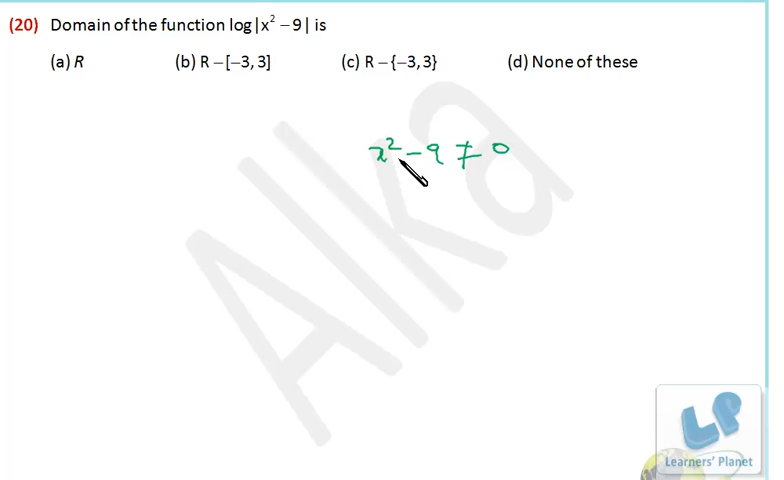 (20) Domain of the function log|x² – 9| is
(a) R (b) R – [–3, 3] (c) R – {–3, 3} (d) None of these
x² – 9 ≠ 0
Alka
LP
Learners' Planet